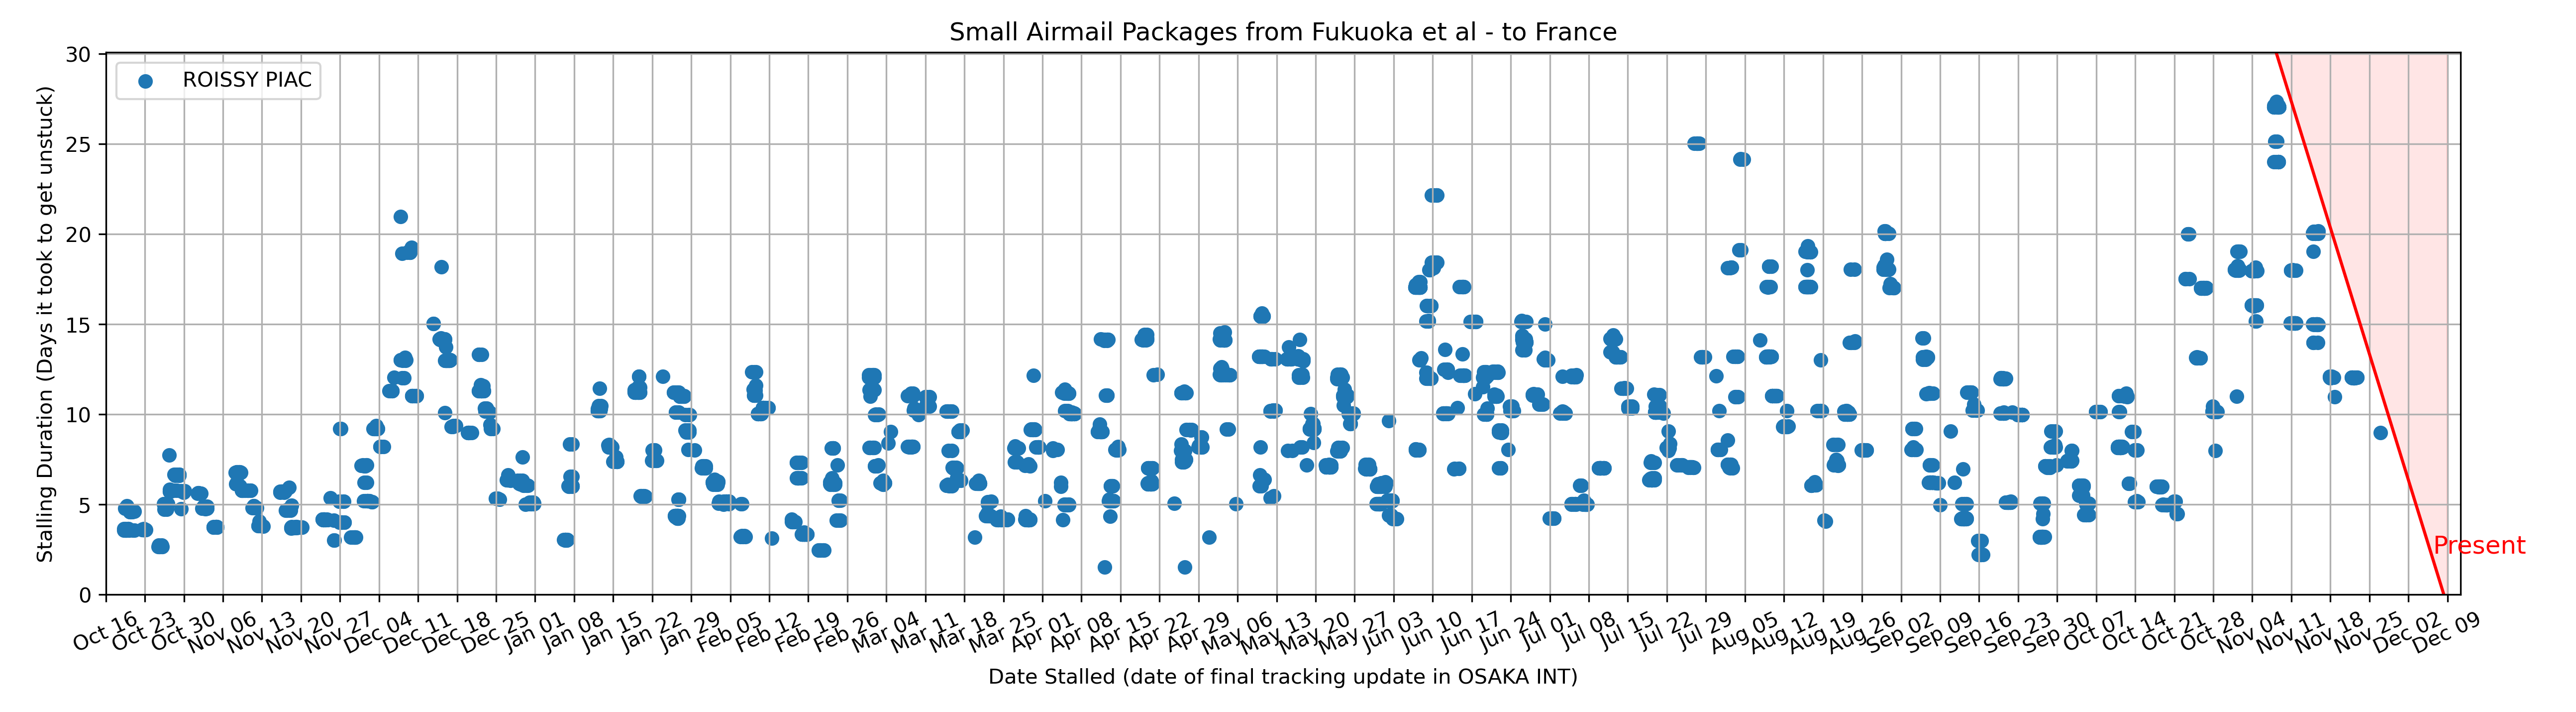 Small Airmail Packages from Fukuoka et al - to France
ROISSY PIAC
Stalling Duration (Days it took to get unstuck)
30
25
20
15
10
5
0
Present
Oct 16
Oct 23
Oct 30
Nov 06
Nov 13
Nov 20
Nov 27
Dec 04
Dec 11
Dec 18
Dec 25
Jan 01
Jan 08
Jan 15
Jan 22
Jan 29
Feb 05
Feb 12
Feb 19
Feb 26
Mar 04
Mar 11
Mar 18
Mar 25
Apr 01
Apr 08
Apr 15
Apr 22
Apr 29
May 06
May 13
May 20
May 27
Jun 03
Jun 10
Jun 17
Jun 24
Jul 01
Jul 08
Jul 15
Jul 22
Jul 29
Aug 05
Aug 12
Aug 19
Aug 26
Sep 02
Sep 09
Sep 16
Sep 23
Sep 30
Oct 07
Oct 14
Oct 21
Oct 28
Nov 04
Nov 11
Nov 18
Nov 25
Dec 02
Dec 09
Date Stalled (date of final tracking update in OSAKA INT)